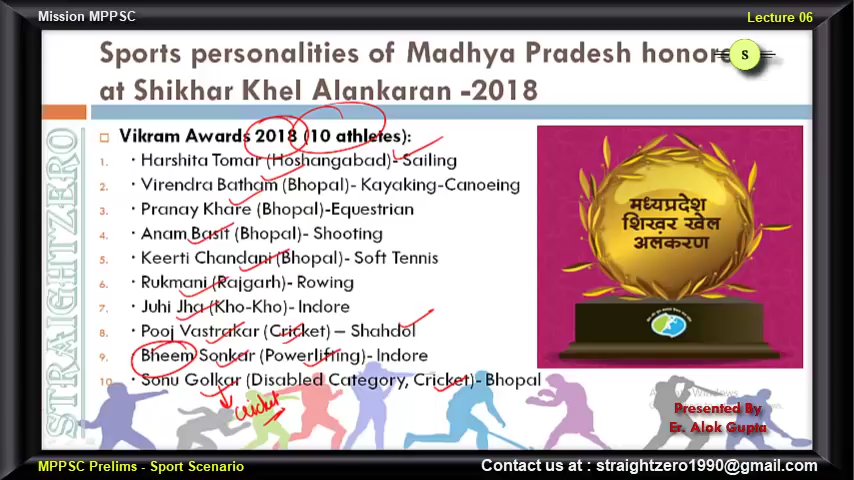 Mission MPPSC
Lecture 06
Sports personalities of Madhya Pradesh honore
at Shikhar Khel Alankaran -2018
S
Vikram Awards 2018 (10 athletes):
1. · Harshita Tomar (Hoshangabad)- Sailing
2. · Virendra Batham (Bhopal)- Kayaking-Canoeing
3. · Pranay Khare (Bhopal)-Equestrian
4. · Anam Basit (Bhopal)- Shooting
5. · Keerti Chandani (Bhopal)- Soft Tennis
6. · Rukmani (Rajgarh)- Rowing
7. · Juhi Jha (Kho-Kho)- Indore
8. · Pooj Vastrakar (Cricket) – Shahdol
9. · Bheem Sonkar (Powerlifting)- Indore
10. · Sonu Golkar (Disabled Category, Cricket)- Bhopal
cricket
मध्यप्रदेश
शिखर खेल
अलंकरण
STRAIGHTZERO
Presented By
Er. Alok Gupta
MPPSC Prelims - Sport Scenario
Contact us at : straightzero1990@gmail.com